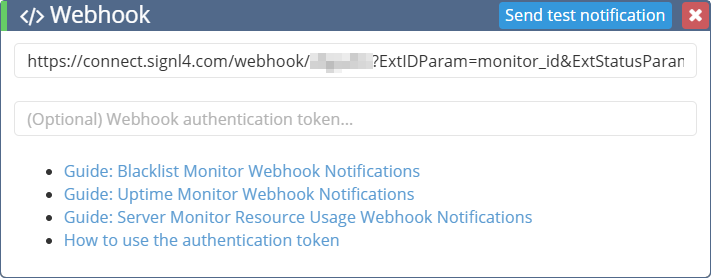 </> Webhook
Send test notification
https://connect.signl4.com/webhook/ ?ExtIDParam=monitor_id&ExtStatusParan
(Optional) Webhook authentication token...
Guide: Blacklist Monitor Webhook Notifications
Guide: Uptime Monitor Webhook Notifications
Guide: Server Monitor Resource Usage Webhook Notifications
How to use the authentication token